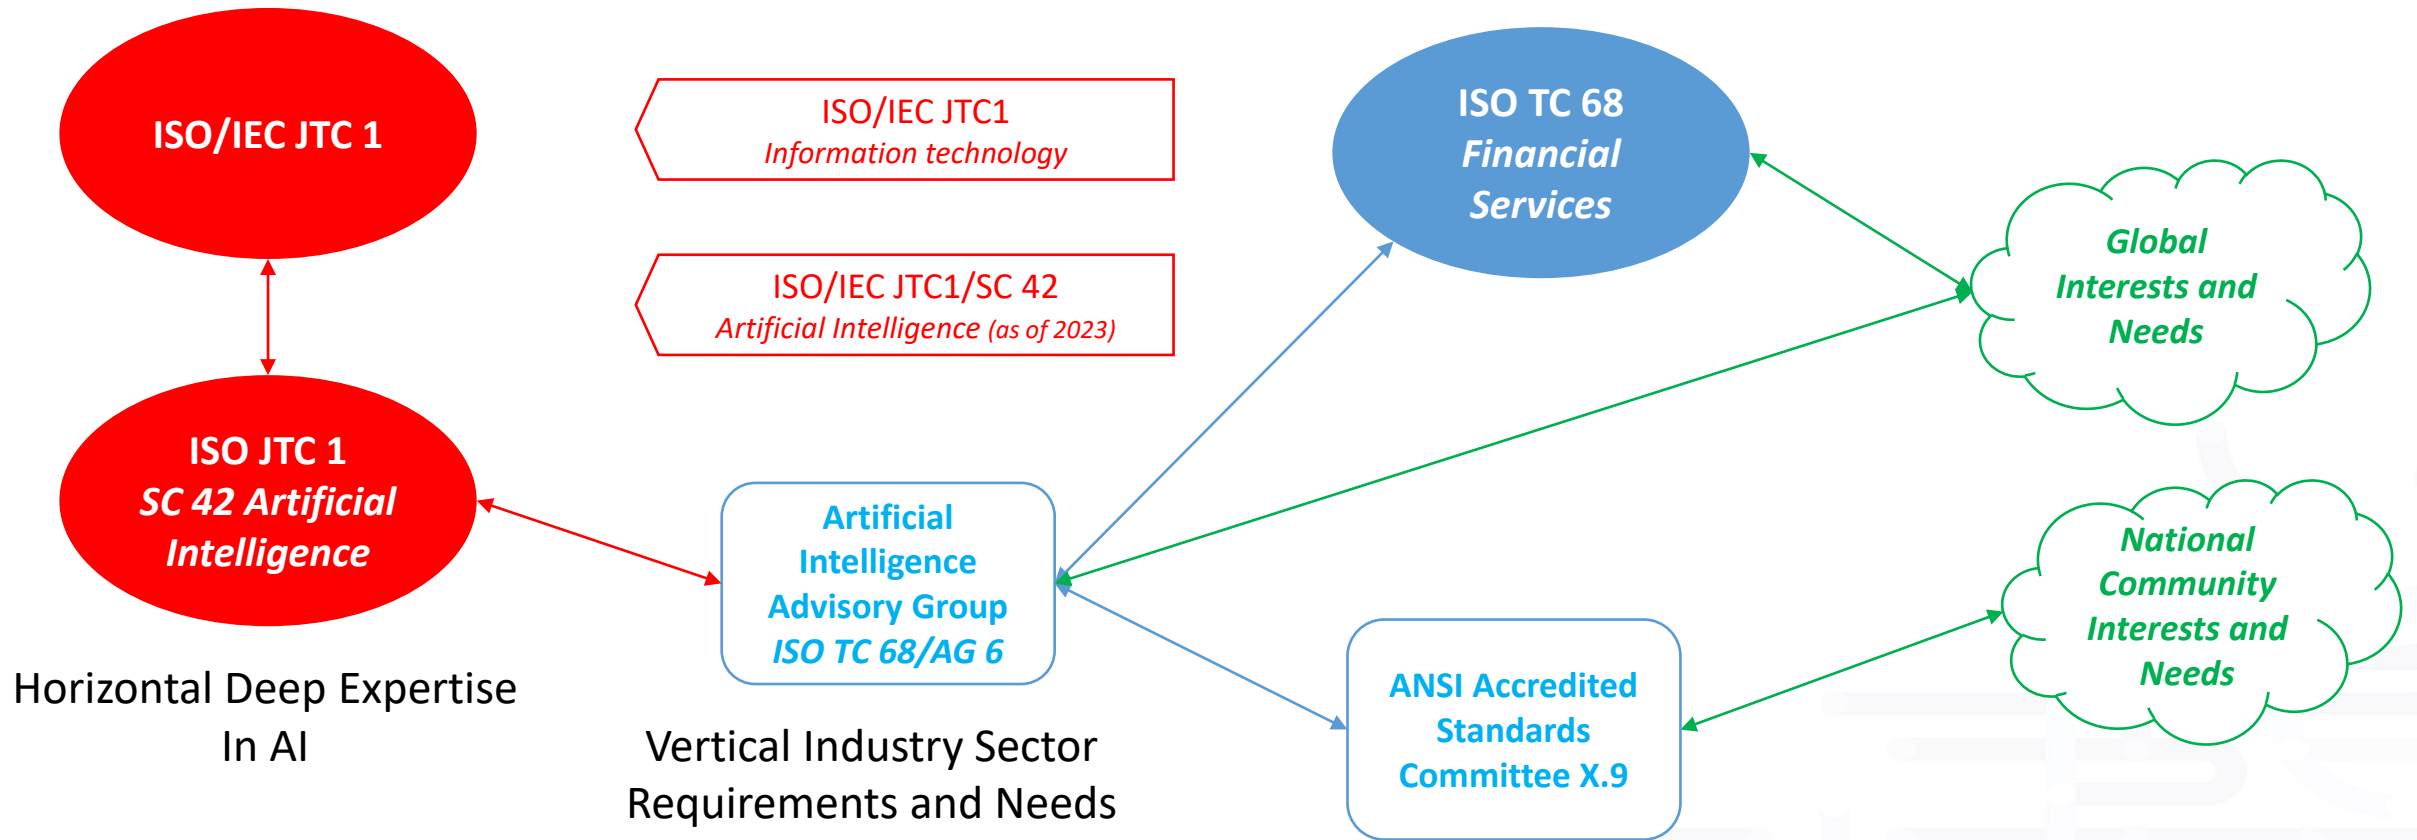 ISO/IEC JTC 1
ISO/IEC JTC1
Information technology
ISO TC 68
Financial
Services
Global
Interests and
Needs
ISO/IEC JTC1/SC 42
Artificial Intelligence (as of 2023)
ISO JTC 1
SC 42 Artificial
Intelligence
Artificial
Intelligence
Advisory Group
ISO TC 68/AG 6
National
Community
Interests and
Needs
ANSI Accredited
Standards
Committee X.9
Horizontal Deep Expertise
In AI
Vertical Industry Sector
Requirements and Needs